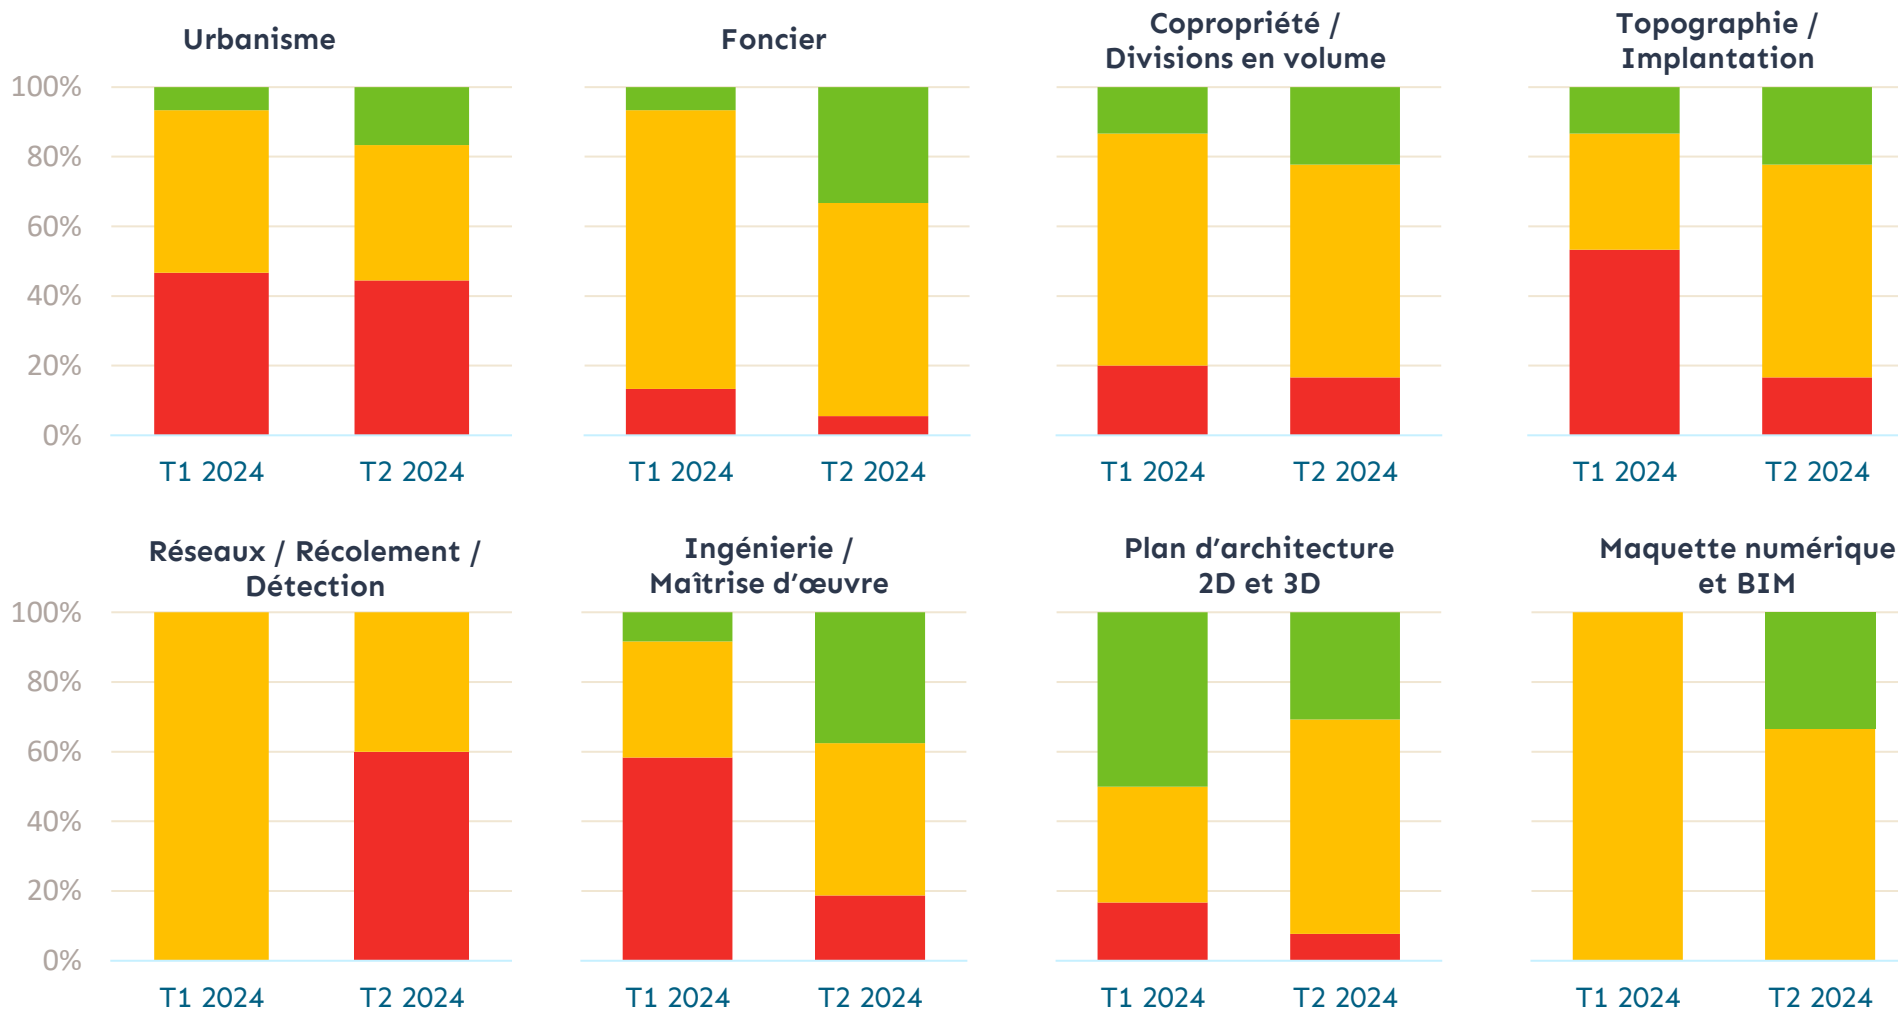 Urbanisme
Foncier
Copropriété /
Divisions en volume
Topographie /
Implantation
100%
80%
60%
40%
20%
0%
T1 2024
T2 2024
T1 2024
T2 2024
T1 2024
T2 2024
T1 2024
T2 2024
Réseaux / Récolement /
Détection
Ingénierie /
Maîtrise d’œuvre
Plan d’architecture
2D et 3D
Maquette numérique
et BIM
100%
80%
60%
40%
20%
0%
T1 2024
T2 2024
T1 2024
T2 2024
T1 2024
T2 2024
T1 2024
T2 2024